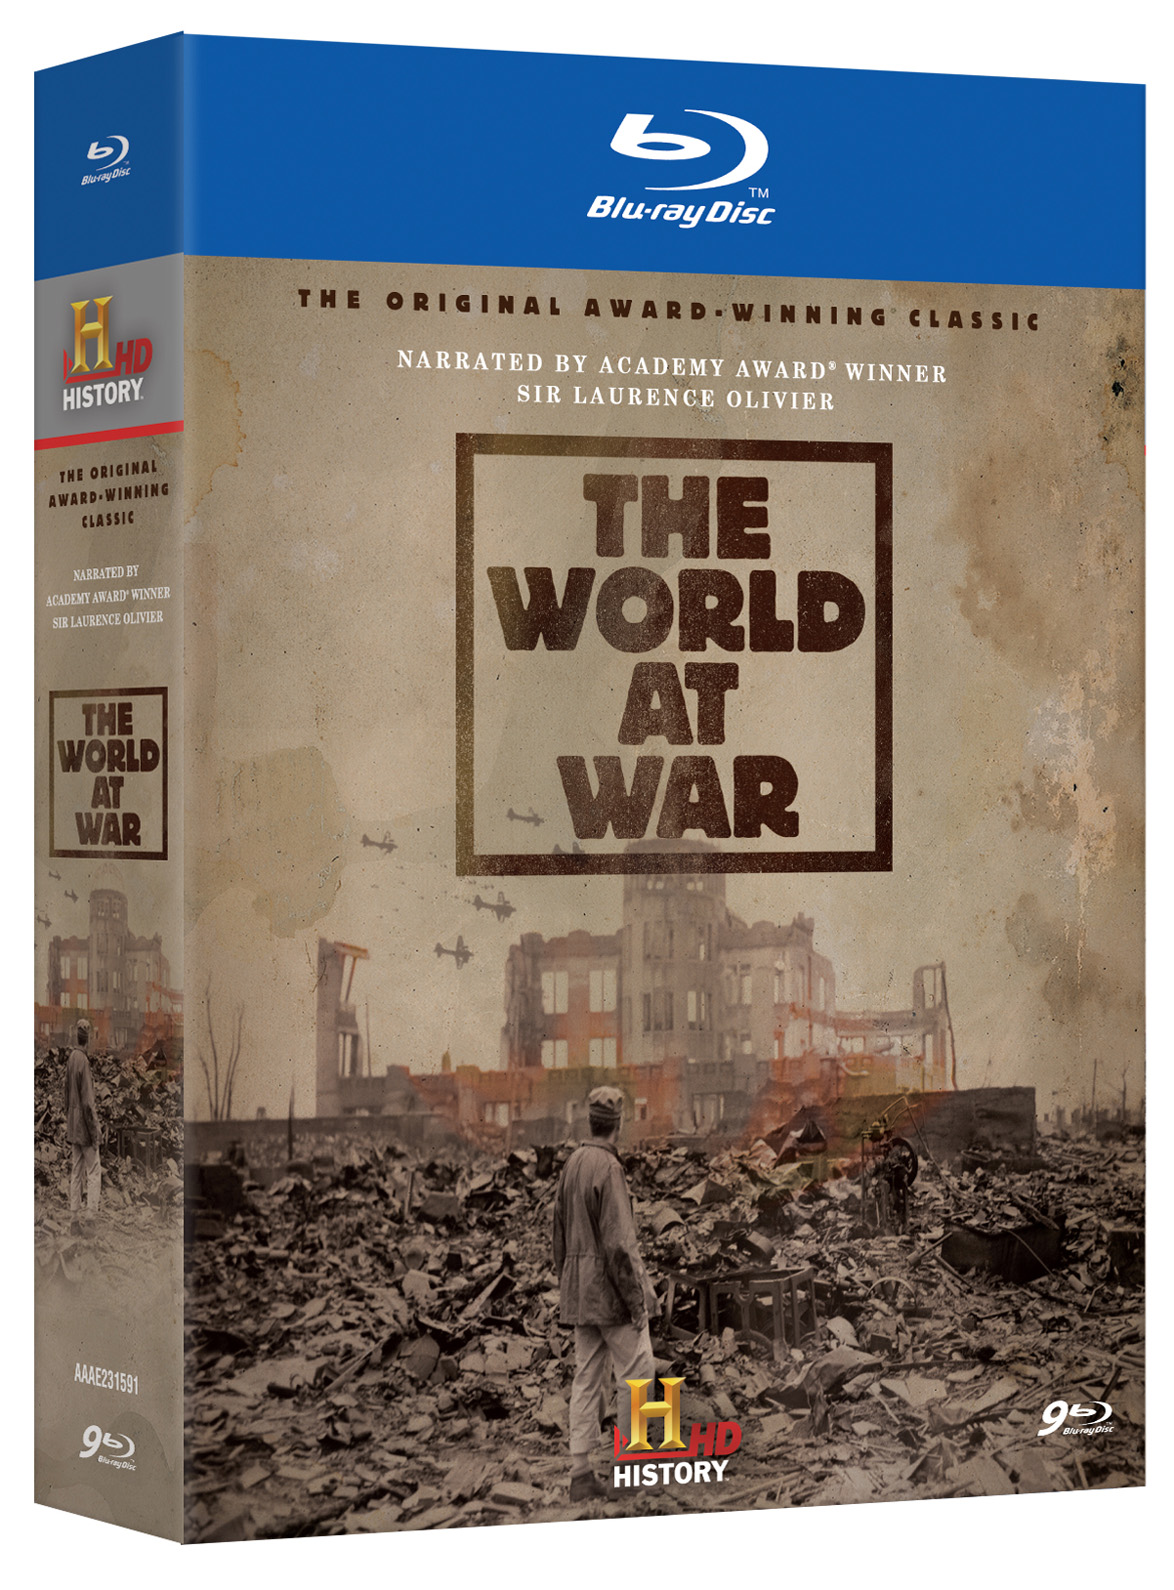 Blu-ray Disc
HD
HISTORY
THE ORIGINAL
AWARD-WINNING
CLASSIC
NARRATED BY
ACADEMY AWARD® WINNER
SIR LAURENCE OLIVIER
THE
WORLD
AT
WAR
AAAE231591
9 Blu-ray Disc
Blu-ray Disc TM
THE ORIGINAL AWARD-WINNING CLASSIC
NARRATED BY ACADEMY AWARD® WINNER
SIR LAURENCE OLIVIER
THE
WORLD
AT
WAR
H HD
HISTORY
9 Blu-ray Disc